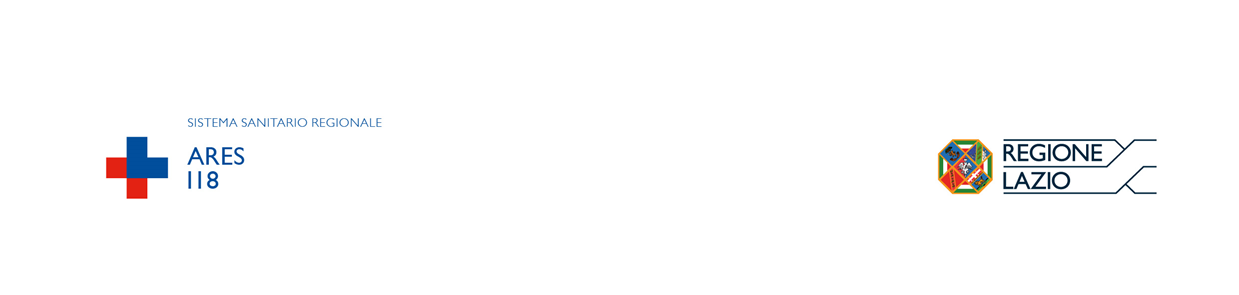 SISTEMA SANITARIO REGIONALE
ARES
118
REGIONE
LAZIO